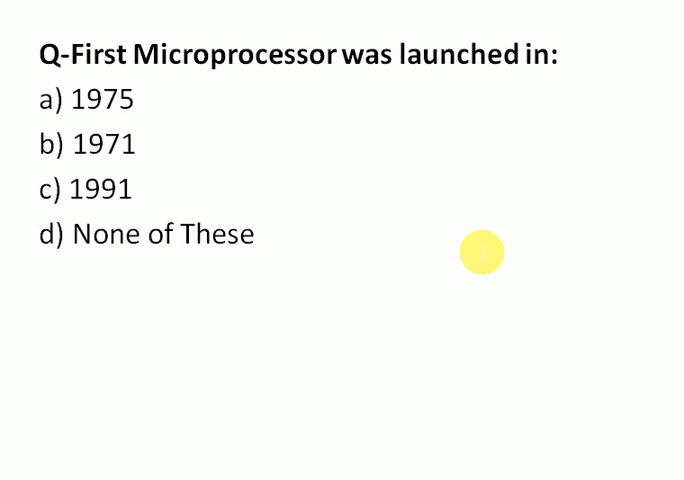 Q-First Microprocessor was launched in:
a) 1975
b) 1971
c) 1991
d) None of These